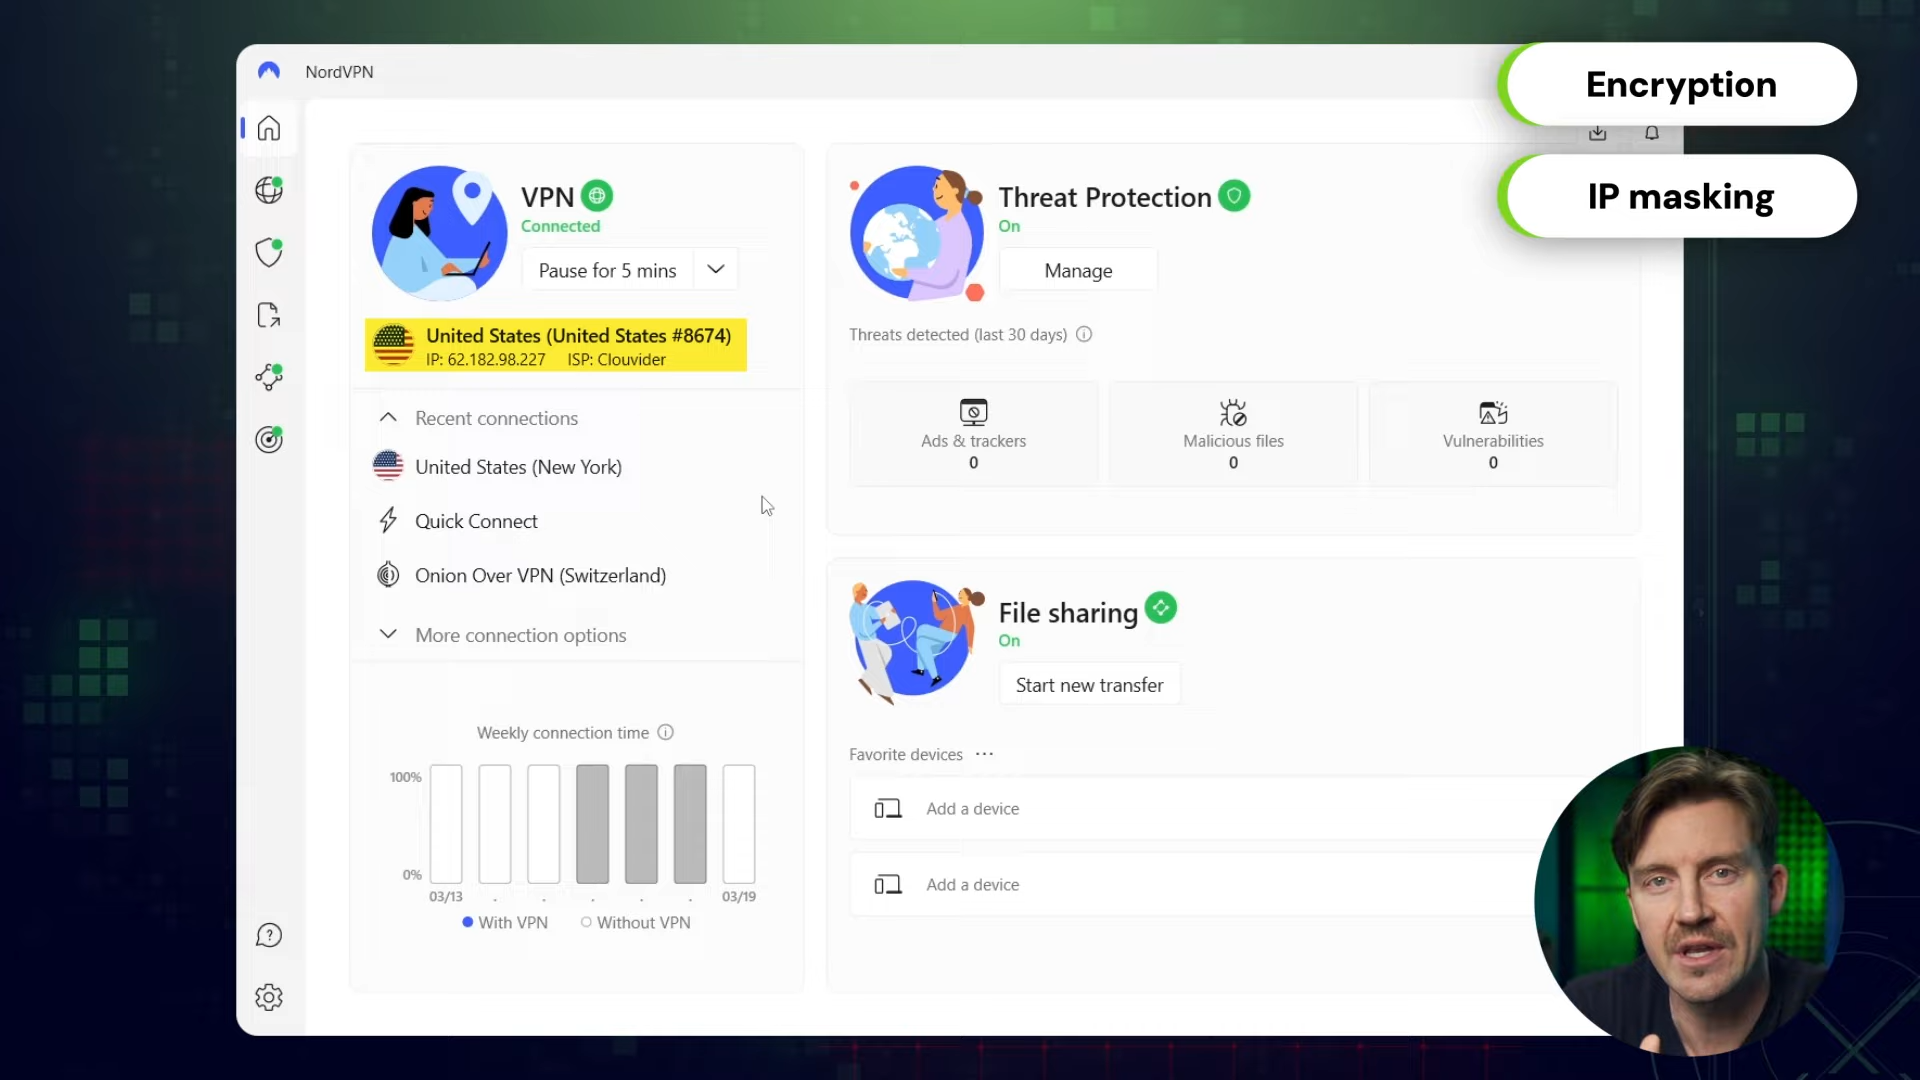 NordVPN
Encryption
IP masking
VPN
Connected
Pause for 5 mins
United States (United States #8674)
IP: 62.182.98.227 ISP: Clouvider
Recent connections
United States (New York)
Quick Connect
Onion Over VPN (Switzerland)
More connection options
Weekly connection time
100%
0%
03/13 . . . . . 03/19
With VPN Without VPN
Threat Protection
On
Manage
Threats detected (last 30 days)
Ads & trackers
0
Malicious files
0
Vulnerabilities
0
File sharing
On
Start new transfer
Favorite devices ...
Add a device
Add a device